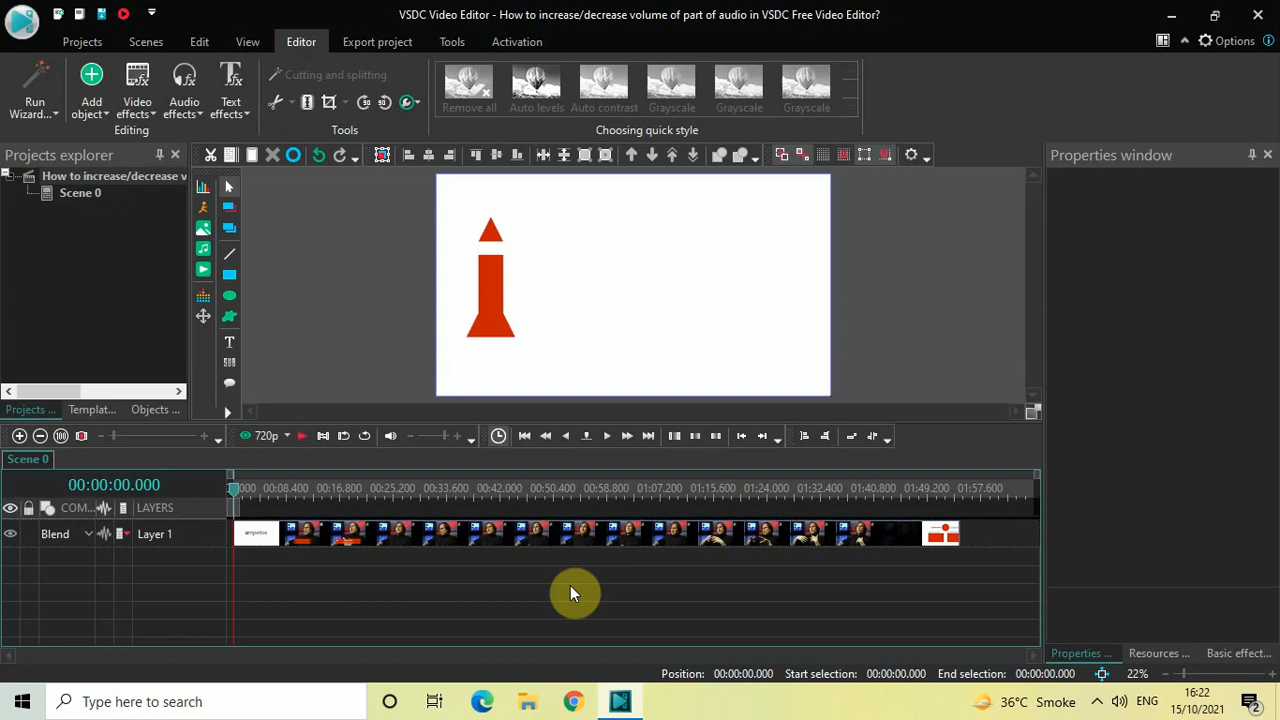 VSDC Video Editor - How to increase/decrease volume of part of audio in VSDC Free Video Editor?
Projects Scenes Edit View Editor Export project Tools Activation
Options
Run Wizard...
Add object
Video effects
Audio effects
Text effects
Editing
Cutting and splitting
Tools
Remove all Auto levels Auto contrast Grayscale Grayscale Grayscale
Choosing quick style
Projects explorer
How to increase/decrease v
Scene 0
Projects ... Templat... Objects ...
Properties window
720p
Scene 0
00:00:00.000
000 00:08.400 00:16.800 00:25.200 00:33.600 00:42.000 00:50.400 00:58.800 01:07.200 01:15.600 01:24.000 01:32.400 01:40.800 01:49.200 01:57.600
COM... LAYERS
Blend Layer 1
ampetos
Properties ... Resources ... Basic effect...
Position: 00:00:00.000 Start selection: 00:00:00.000 End selection: 00:00:00.000 22%
Type here to search
36°C Smoke
ENG
16:22
15/10/2021
2